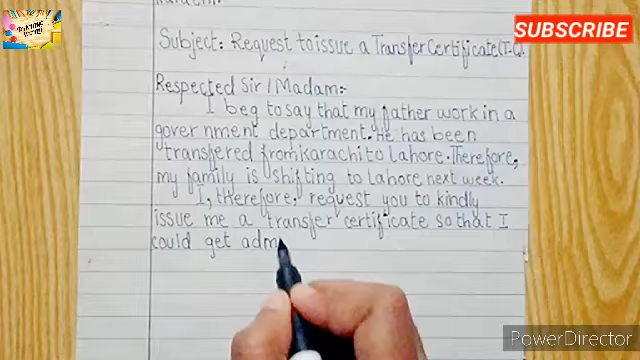 SUBSCRIBE
Subject: Request to issue a Transfer Certificate (T.C).
Respected Sir / Madam:-
I beg to say that my father work in a
government department. He has been
transfered from karachi to Lahore. Therefore,
my family is shifting to Lahore next week.
I, therefore, request you to kindly
issue me a transfer certificate so that I
could get adm
PowerDirector